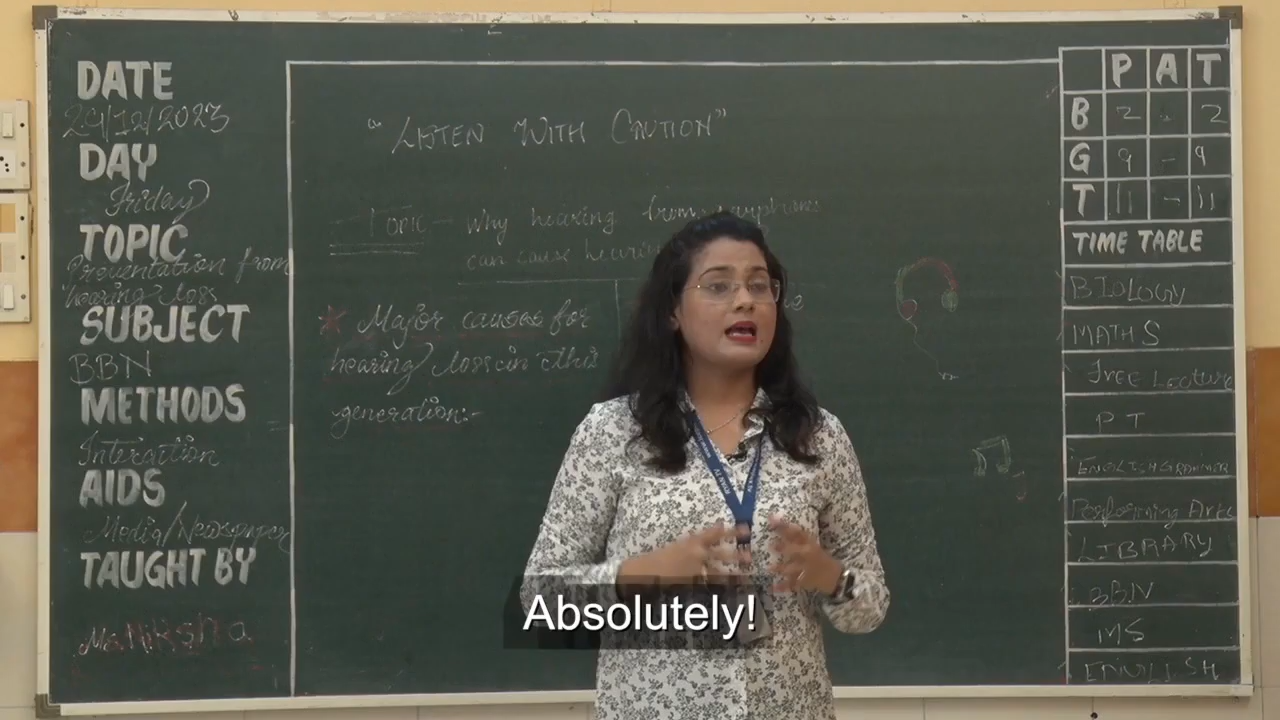 DATE
29/12/2023
DAY
Friday
TOPIC
Preventation from
hearing loss
SUBJECT
BBN
METHODS
Interaction
AIDS
Media/Newspaper
TAUGHT BY
"LISTEN WITH CAUTION"
Topic - why hearing from earphones
can cause
* Major causes for
hearing loss in this
generation:-
P A T
B 2 - 2
G 9 - 9
T 11 - 11
TIME TABLE
BIOLOGY
MATHS
Free Lecture
PT
ENGLISH GRAMMER
Performing Arts
LIBRARY
BBN
MS
ENGLISH
Absolutely!